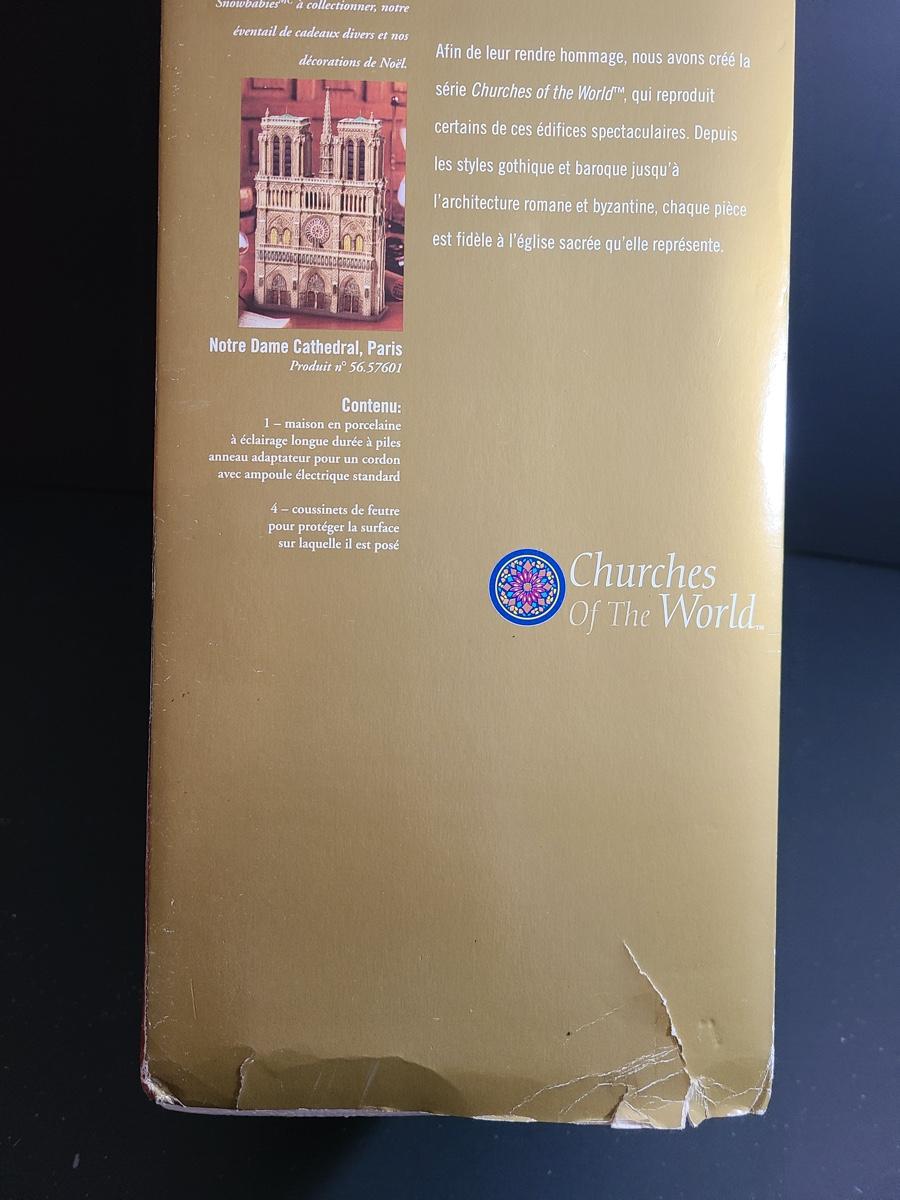 Snowbabies^MC à collectionner, notre
éventail de cadeaux divers et nos
décorations de Noël.
Notre Dame Cathedral, Paris
Produit n° 56.57601
Contenu:
1 – maison en porcelaine
à éclairage longue durée à piles
anneau adaptateur pour un cordon
avec ampoule électrique standard
4 – coussinets de feutre
pour protéger la surface
sur laquelle il est posé
Afin de leur rendre hommage, nous avons créé la
série Churches of the World™, qui reproduit
certains de ces édifices spectaculaires. Depuis
les styles gothique et baroque jusqu'à
l'architecture romane et byzantine, chaque pièce
est fidèle à l'église sacrée qu'elle représente.
Churches
Of The World™